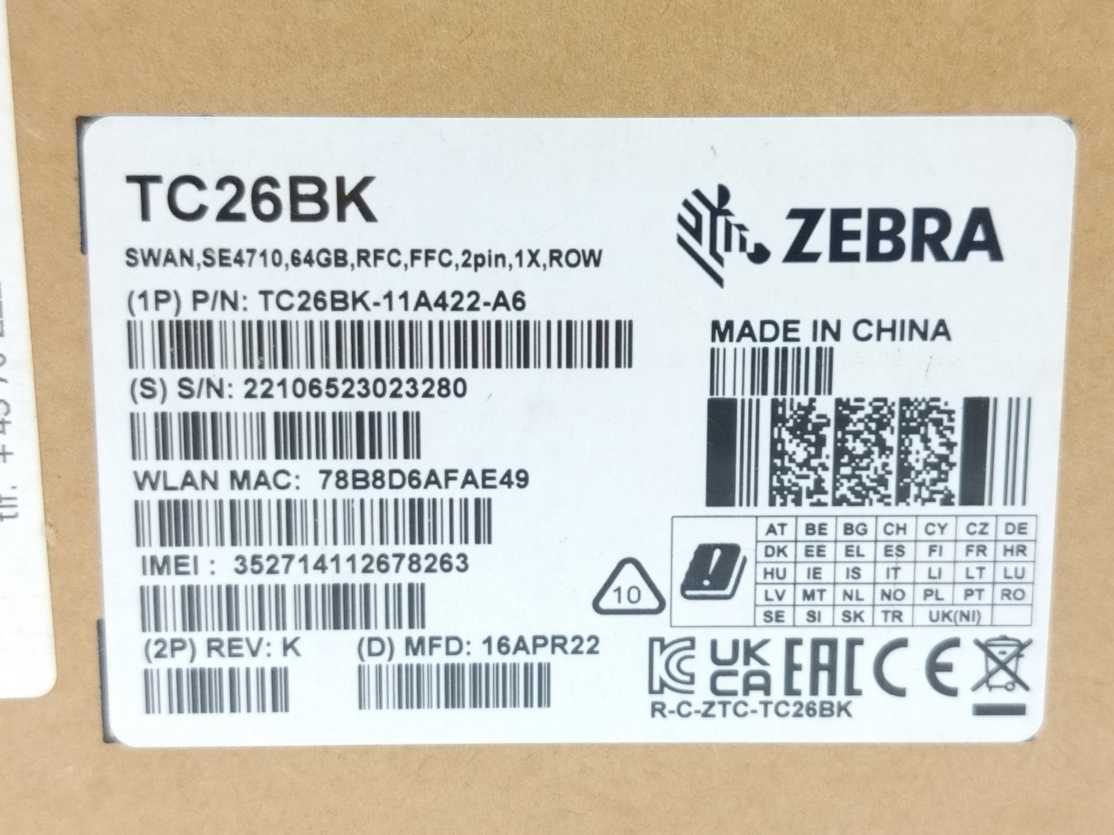 TC26BK
SWAN,SE4710,64GB,RFC,FFC,2pin,1X,ROW
(1P) P/N: TC26BK-11A422-A6
(S) S/N: 22106523023280
WLAN MAC: 78B8D6AFAE49
IMEI : 352714112678263
(2P) REV: K (D) MFD: 16APR22
ZEBRA
MADE IN CHINA
AT BE BG CH CY CZ DE
DK EE EL ES FI FR HR
HU IE IS IT LI LT LU
LV MT NL NO PL PT RO
SE SI SK TR UK(NI)
10
UK
CA EAC CE
R-C-ZTC-TC26BK
tlf.